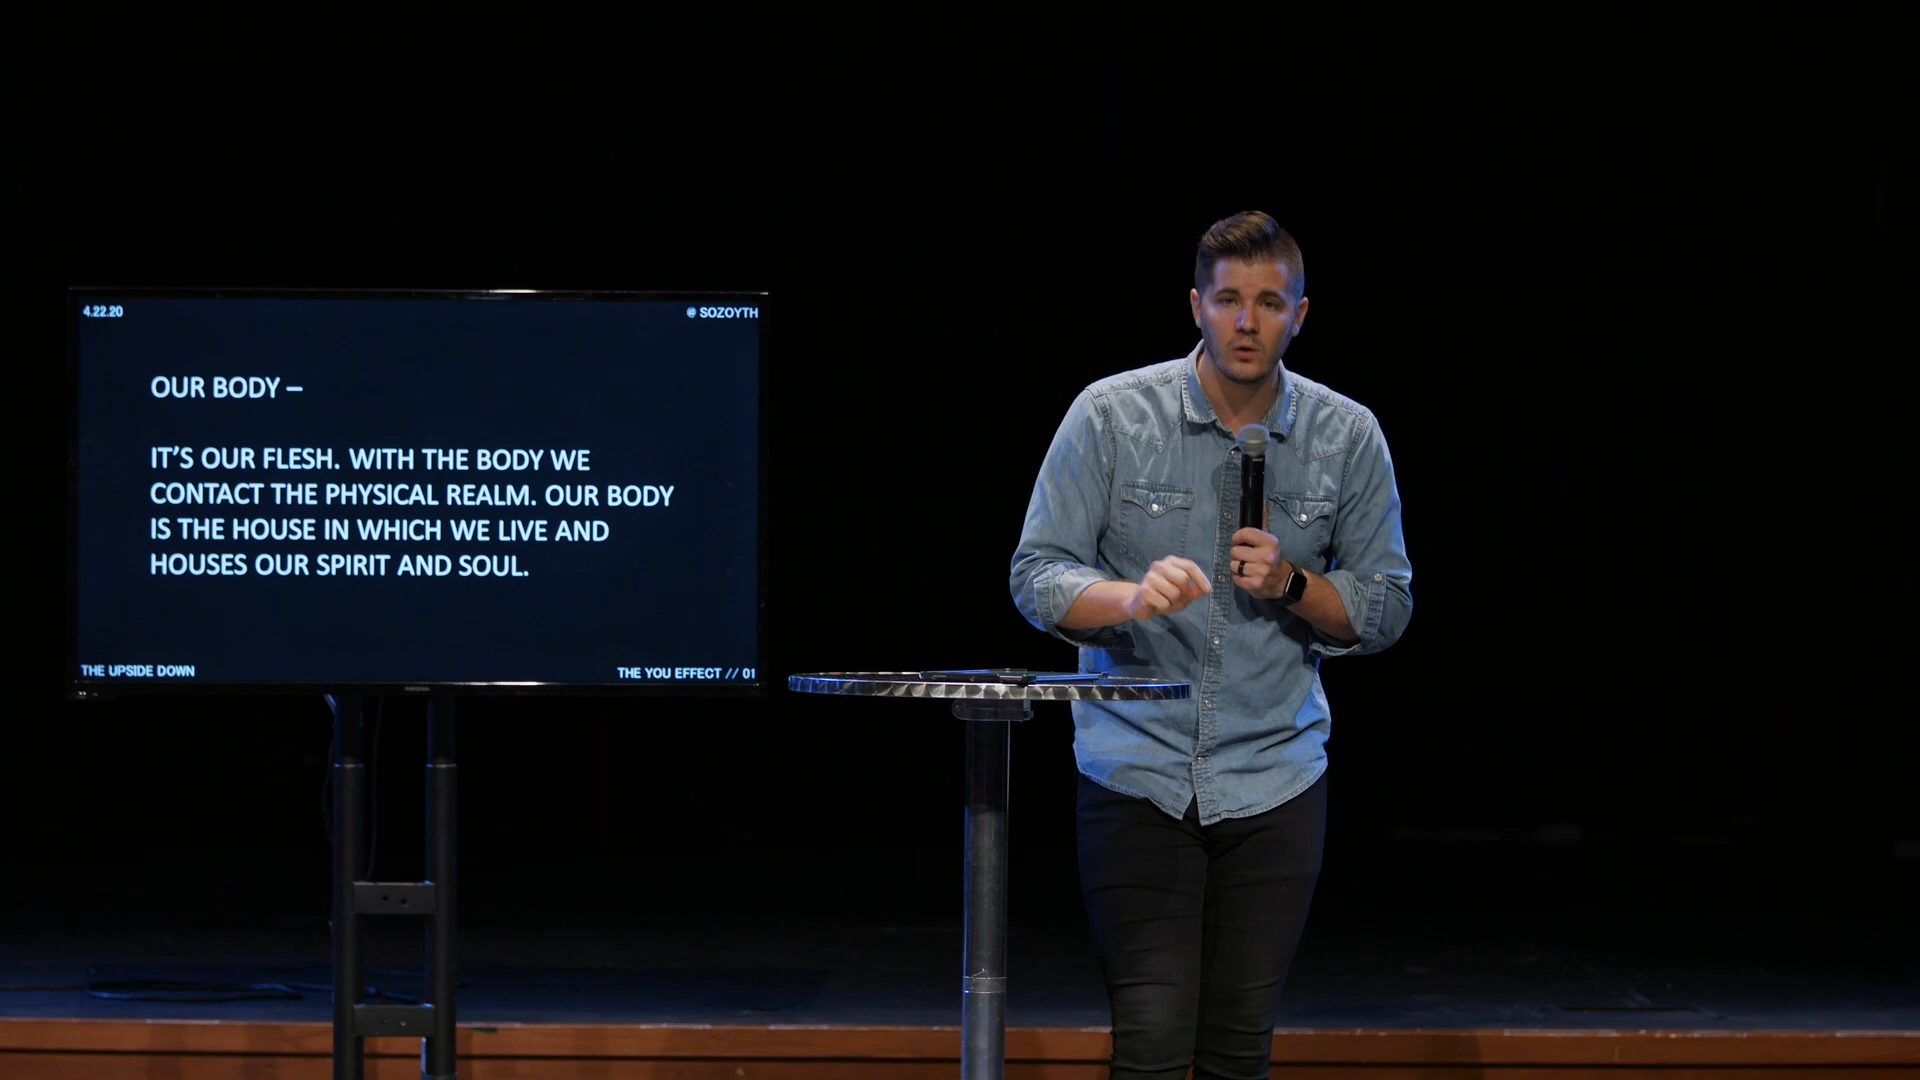 4.22.20
@ SOZOYTH
OUR BODY –
IT'S OUR FLESH. WITH THE BODY WE
CONTACT THE PHYSICAL REALM. OUR BODY
IS THE HOUSE IN WHICH WE LIVE AND
HOUSES OUR SPIRIT AND SOUL.
THE UPSIDE DOWN
THE YOU EFFECT // 01
INSIGNIA